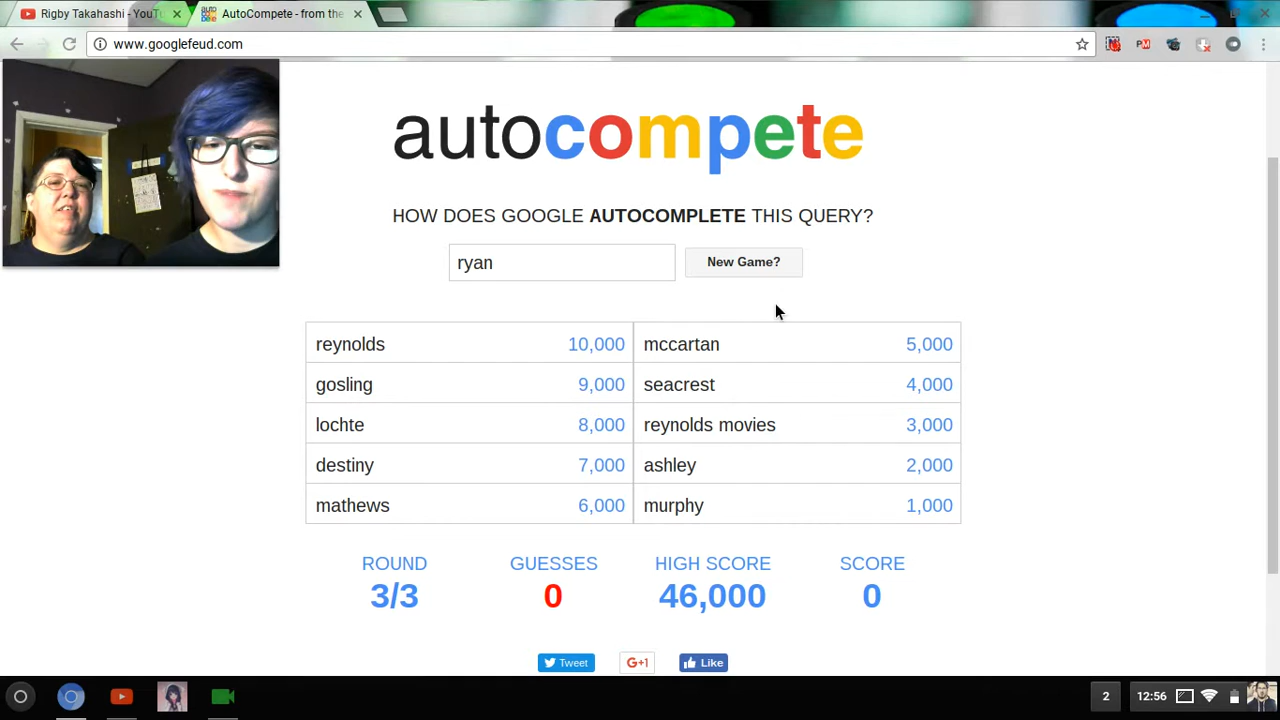 Rigby Takahashi - YouTu
AutoCompete - from the
www.googlefeud.com
PM
autocompete
HOW DOES GOOGLE AUTOCOMPLETE THIS QUERY?
ryan
New Game?
reynolds 10,000 mccartan 5,000
gosling 9,000 seacrest 4,000
lochte 8,000 reynolds movies 3,000
destiny 7,000 ashley 2,000
mathews 6,000 murphy 1,000
ROUND GUESSES HIGH SCORE SCORE
3/3 0 46,000 0
Tweet G+1 Like
2 12:56